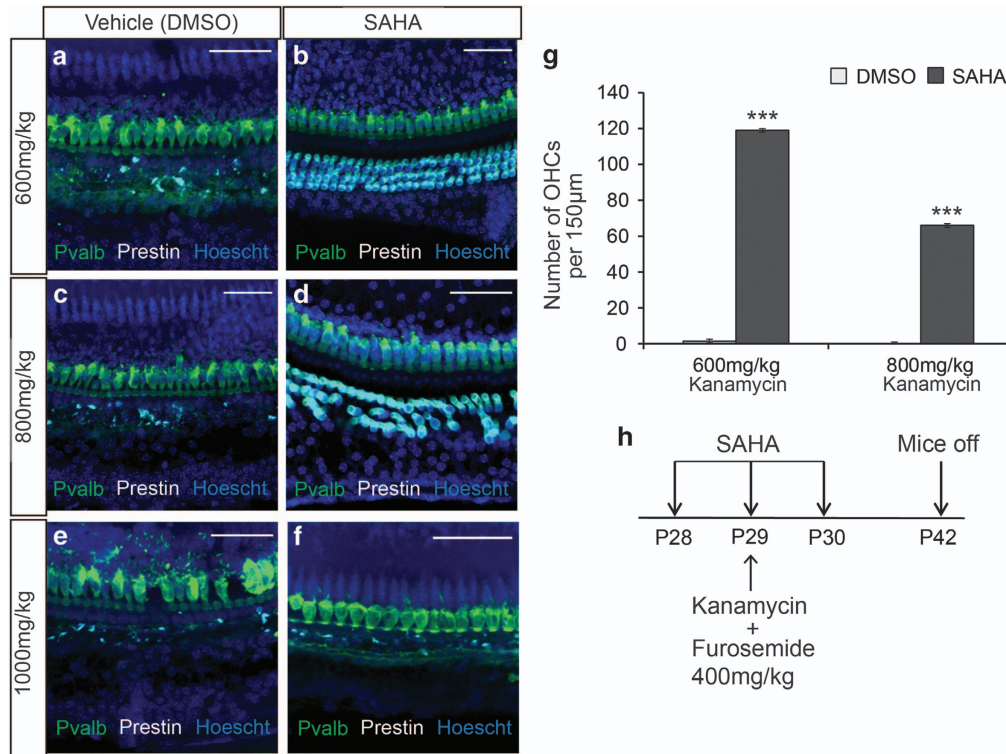 Vehicle (DMSO)
SAHA
600mg/kg
a
Pvalb Prestin Hoescht
b
Pvalb Prestin Hoescht
800mg/kg
c
Pvalb Prestin Hoescht
d
Pvalb Prestin Hoescht
1000mg/kg
e
Pvalb Prestin Hoescht
f
Pvalb Prestin Hoescht
g
DMSO SAHA
Number of OHCs
per 150µm
140
120
100
80
60
40
20
0
***
***
600mg/kg
Kanamycin
800mg/kg
Kanamycin
h
SAHA
Mice off
P28 P29 P30 P42
Kanamycin
+
Furosemide
400mg/kg